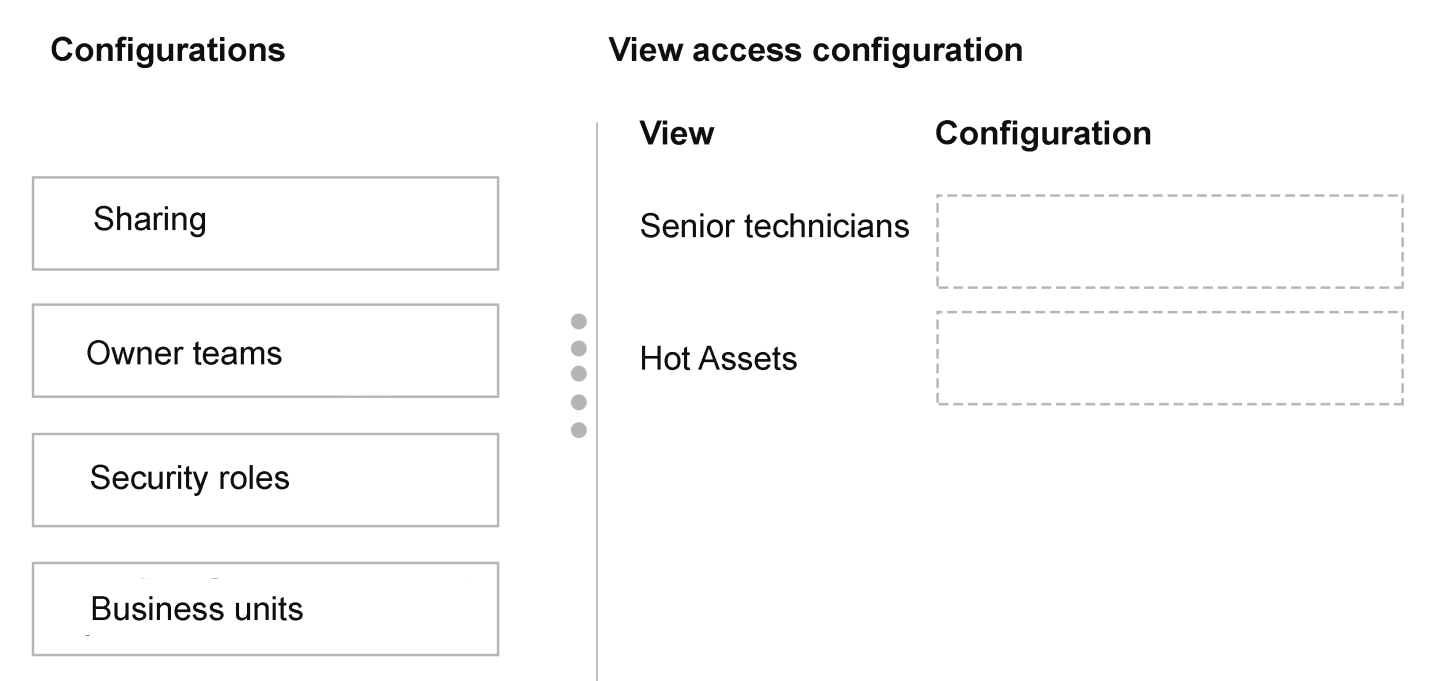 Configurations
View access configuration
View
Configuration
Sharing
Senior technicians
Owner teams
Hot Assets
Security roles
Business units